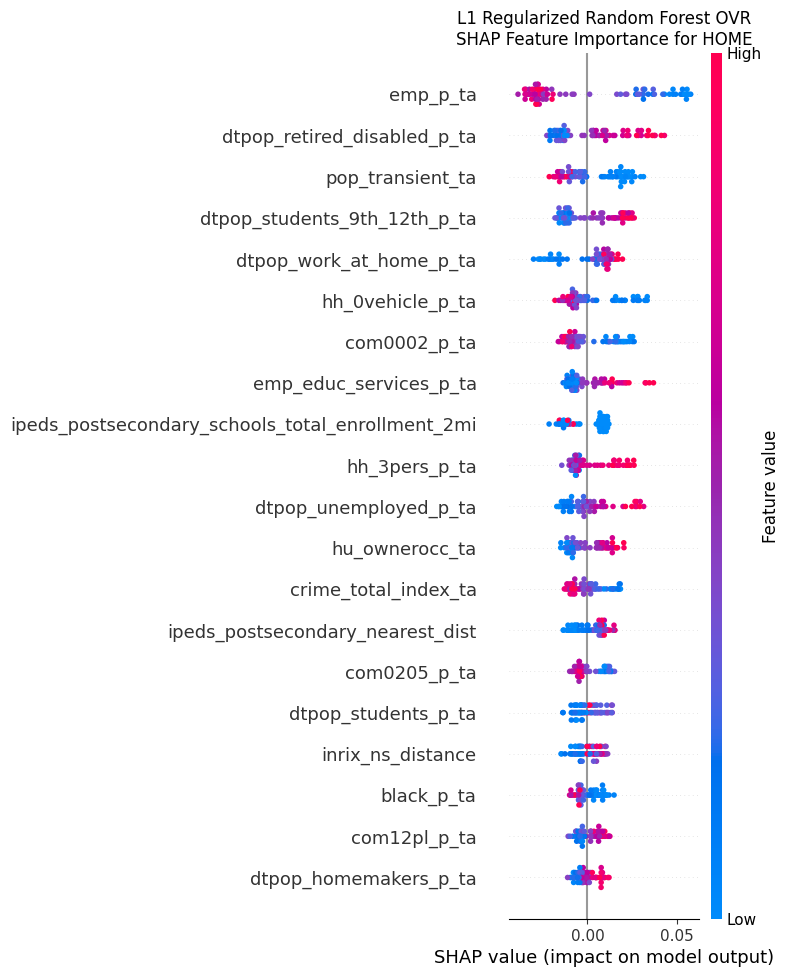 L1 Regularized Random Forest OVR
SHAP Feature Importance for HOME
High
emp_p_ta
dtpop_retired_disabled_p_ta
pop_transient_ta
dtpop_students_9th_12th_p_ta
dtpop_work_at_home_p_ta
hh_0vehicle_p_ta
com0002_p_ta
emp_educ_services_p_ta
ipeds_postsecondary_schools_total_enrollment_2mi
hh_3pers_p_ta
dtpop_unemployed_p_ta
hu_ownerocc_ta
crime_total_index_ta
ipeds_postsecondary_nearest_dist
com0205_p_ta
dtpop_students_p_ta
inrix_ns_distance
black_p_ta
com12pl_p_ta
dtpop_homemakers_p_ta
Feature value
Low
0.00 0.05
SHAP value (impact on model output)